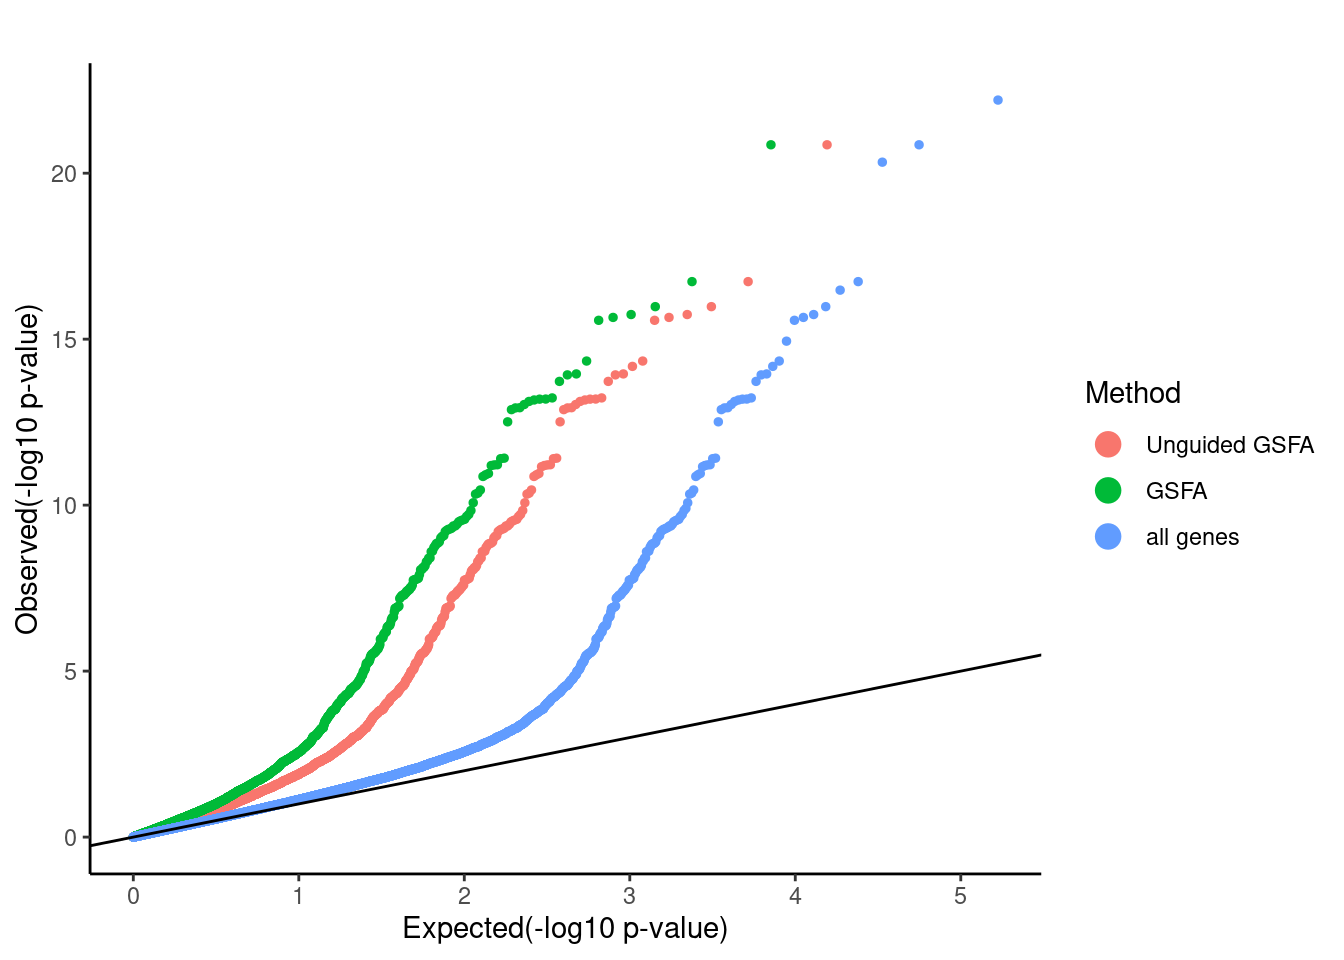 20
15
10
5
0
Observed(-log10 p-value)
0 1 2 3 4 5
Expected(-log10 p-value)
Method
Unguided GSFA
GSFA
all genes